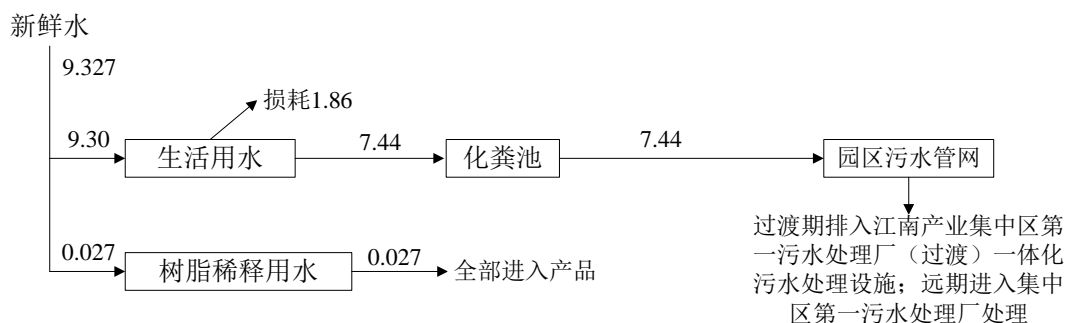 新鲜水
9.327
损耗1.86
9.30
生活用水
7.44
化粪池
7.44
园区污水管网
过渡期排入江南产业集中区第
一污水处理厂（过渡）一体化
污水处理设施；远期进入集中
区第一污水处理厂处理
0.027
树脂稀释用水
0.027
全部进入产品